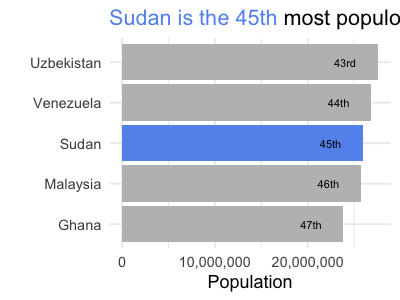 Sudan is the 45th most populo
Uzbekistan 43rd
Venezuela 44th
Sudan 45th
Malaysia 46th
Ghana 47th
0 10,000,000 20,000,000
Population